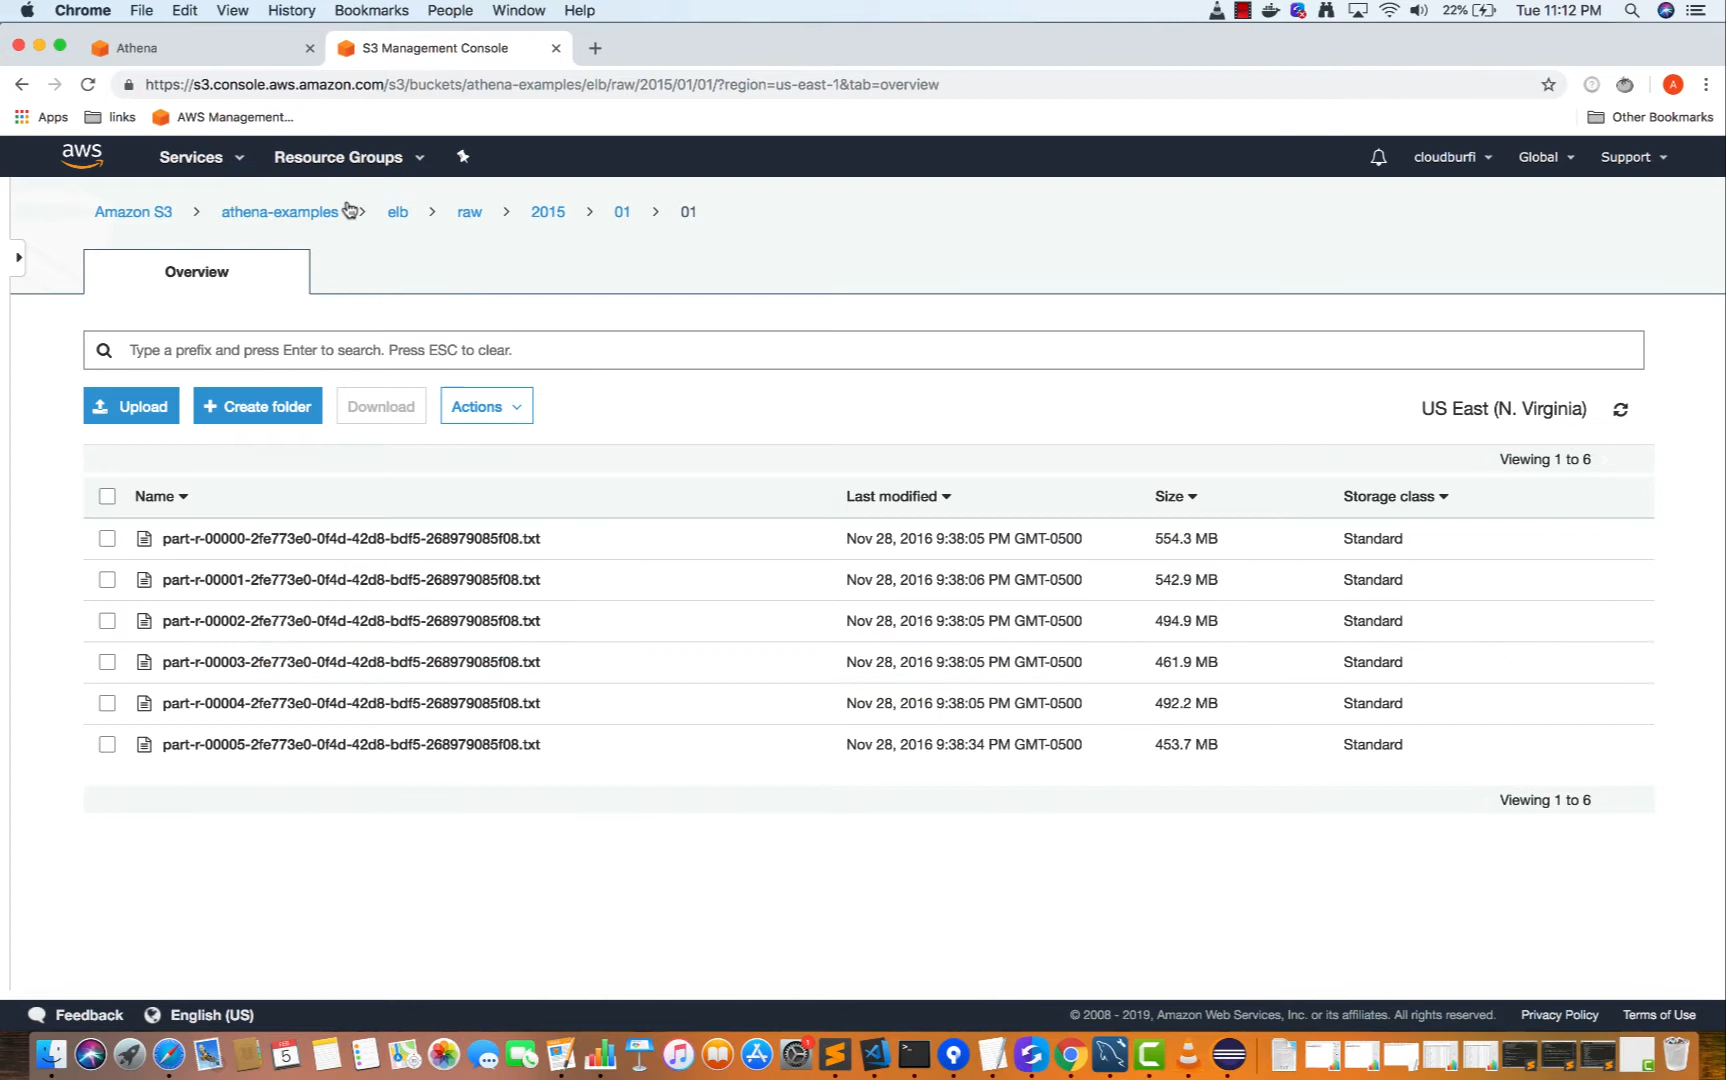 Chrome File Edit View History Bookmarks People Window Help 22% Tue 11:12 PM
Athena S3 Management Console
https://s3.console.aws.amazon.com/s3/buckets/athena-examples/elb/raw/2015/01/01/?region=us-east-1&tab=overview A
Apps links AWS Management... Other Bookmarks
aws Services Resource Groups cloudburfi Global Support
Amazon S3 > athena-examples > elb > raw > 2015 > 01 > 01
Overview
Type a prefix and press Enter to search. Press ESC to clear.
Upload + Create folder Download Actions US East (N. Virginia)
Viewing 1 to 6
Name Last modified Size Storage class
part-r-00000-2fe773e0-0f4d-42d8-bdf5-268979085f08.txt Nov 28, 2016 9:38:05 PM GMT-0500 554.3 MB Standard
part-r-00001-2fe773e0-0f4d-42d8-bdf5-268979085f08.txt Nov 28, 2016 9:38:06 PM GMT-0500 542.9 MB Standard
part-r-00002-2fe773e0-0f4d-42d8-bdf5-268979085f08.txt Nov 28, 2016 9:38:05 PM GMT-0500 494.9 MB Standard
part-r-00003-2fe773e0-0f4d-42d8-bdf5-268979085f08.txt Nov 28, 2016 9:38:05 PM GMT-0500 461.9 MB Standard
part-r-00004-2fe773e0-0f4d-42d8-bdf5-268979085f08.txt Nov 28, 2016 9:38:05 PM GMT-0500 492.2 MB Standard
part-r-00005-2fe773e0-0f4d-42d8-bdf5-268979085f08.txt Nov 28, 2016 9:38:34 PM GMT-0500 453.7 MB Standard
Viewing 1 to 6
Feedback English (US) © 2008 - 2019, Amazon Web Services, Inc. or its affiliates. All rights reserved. Privacy Policy Terms of Use
5 1